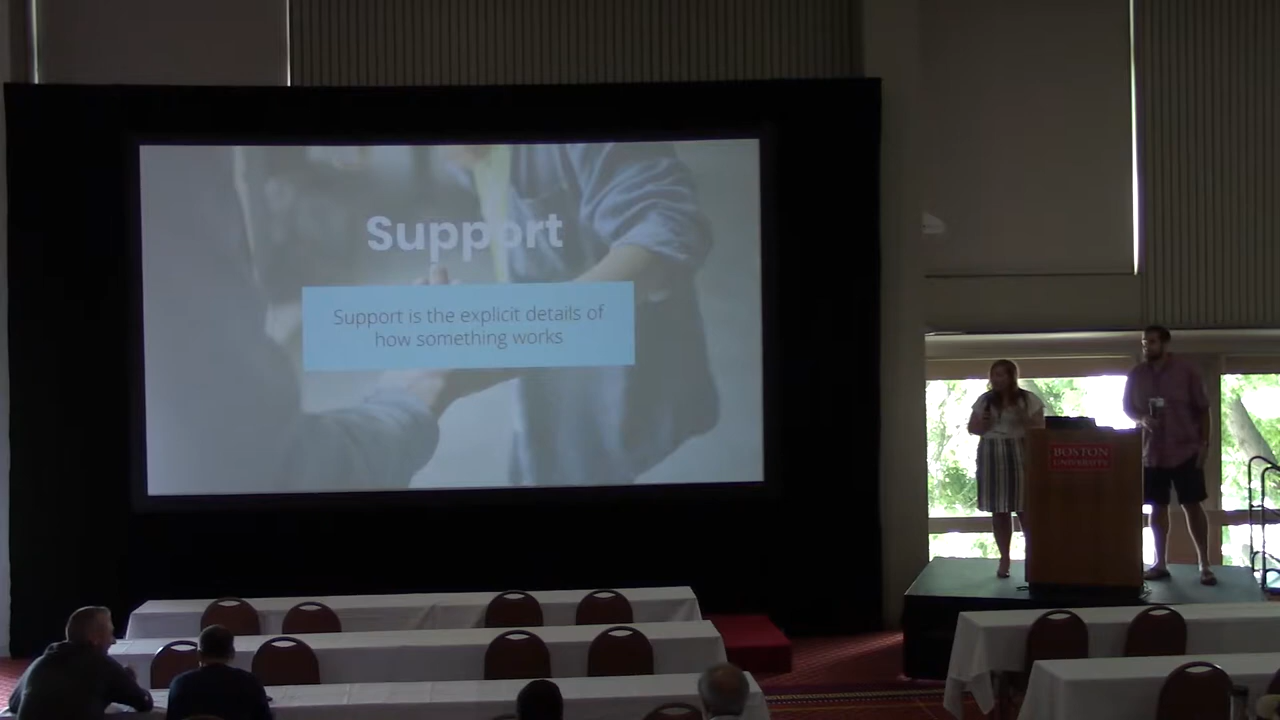 Support
Support is the explicit details of
how something works
BOSTON
UNIVERSITY